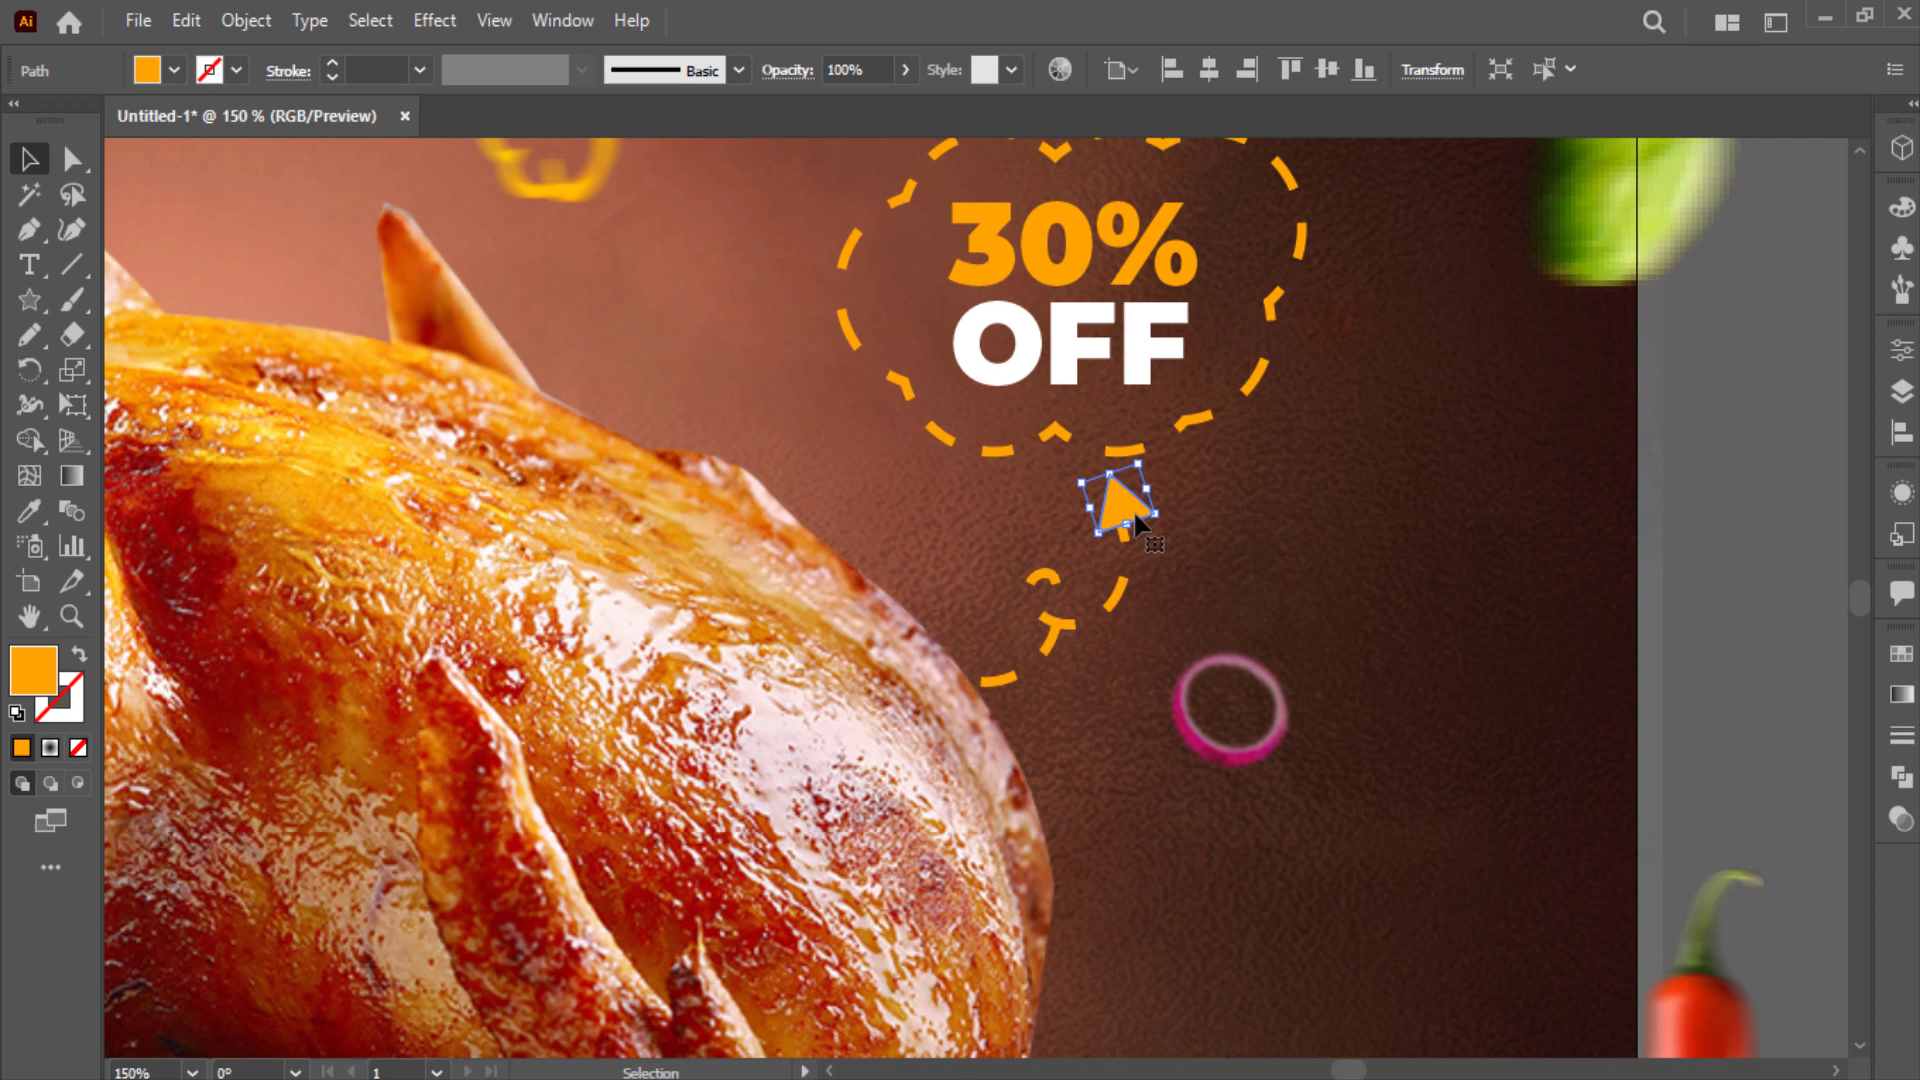 Ai File Edit Object Type Select Effect View Window Help
Path Stroke: Basic Opacity: 100% Style: Transform
Untitled-1* @ 150 % (RGB/Preview) ×
30%
OFF
150% 0° 1 Selection